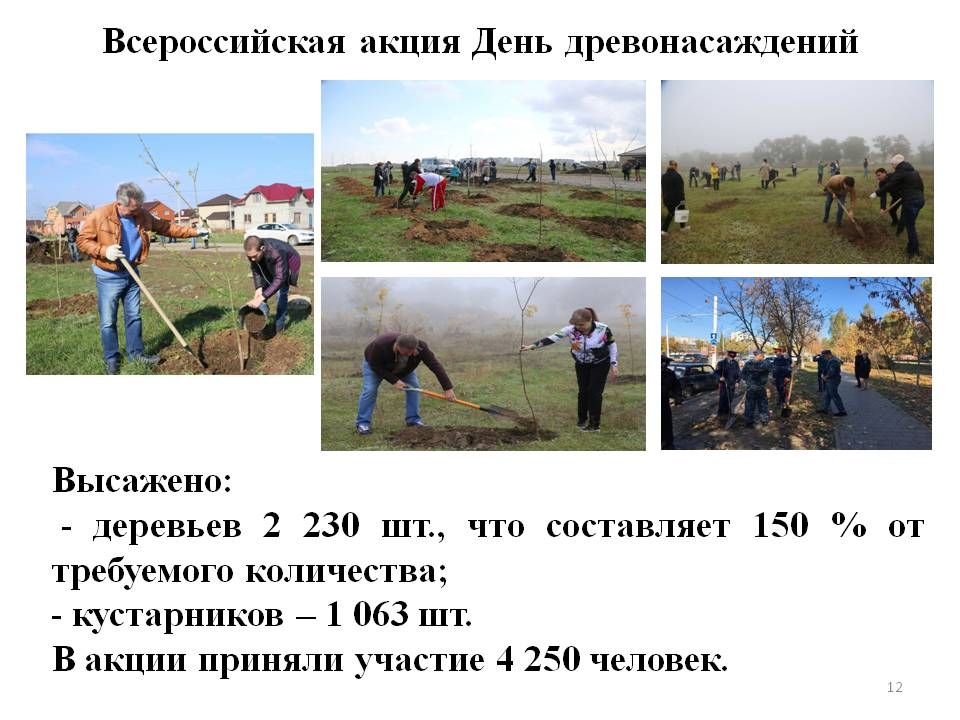 Всероссийская акция День древонасаждений
Высажено:
- деревьев 2 230 шт., что составляет 150 % от
требуемого количества;
- кустарников – 1 063 шт.
В акции приняли участие 4 250 человек.
12